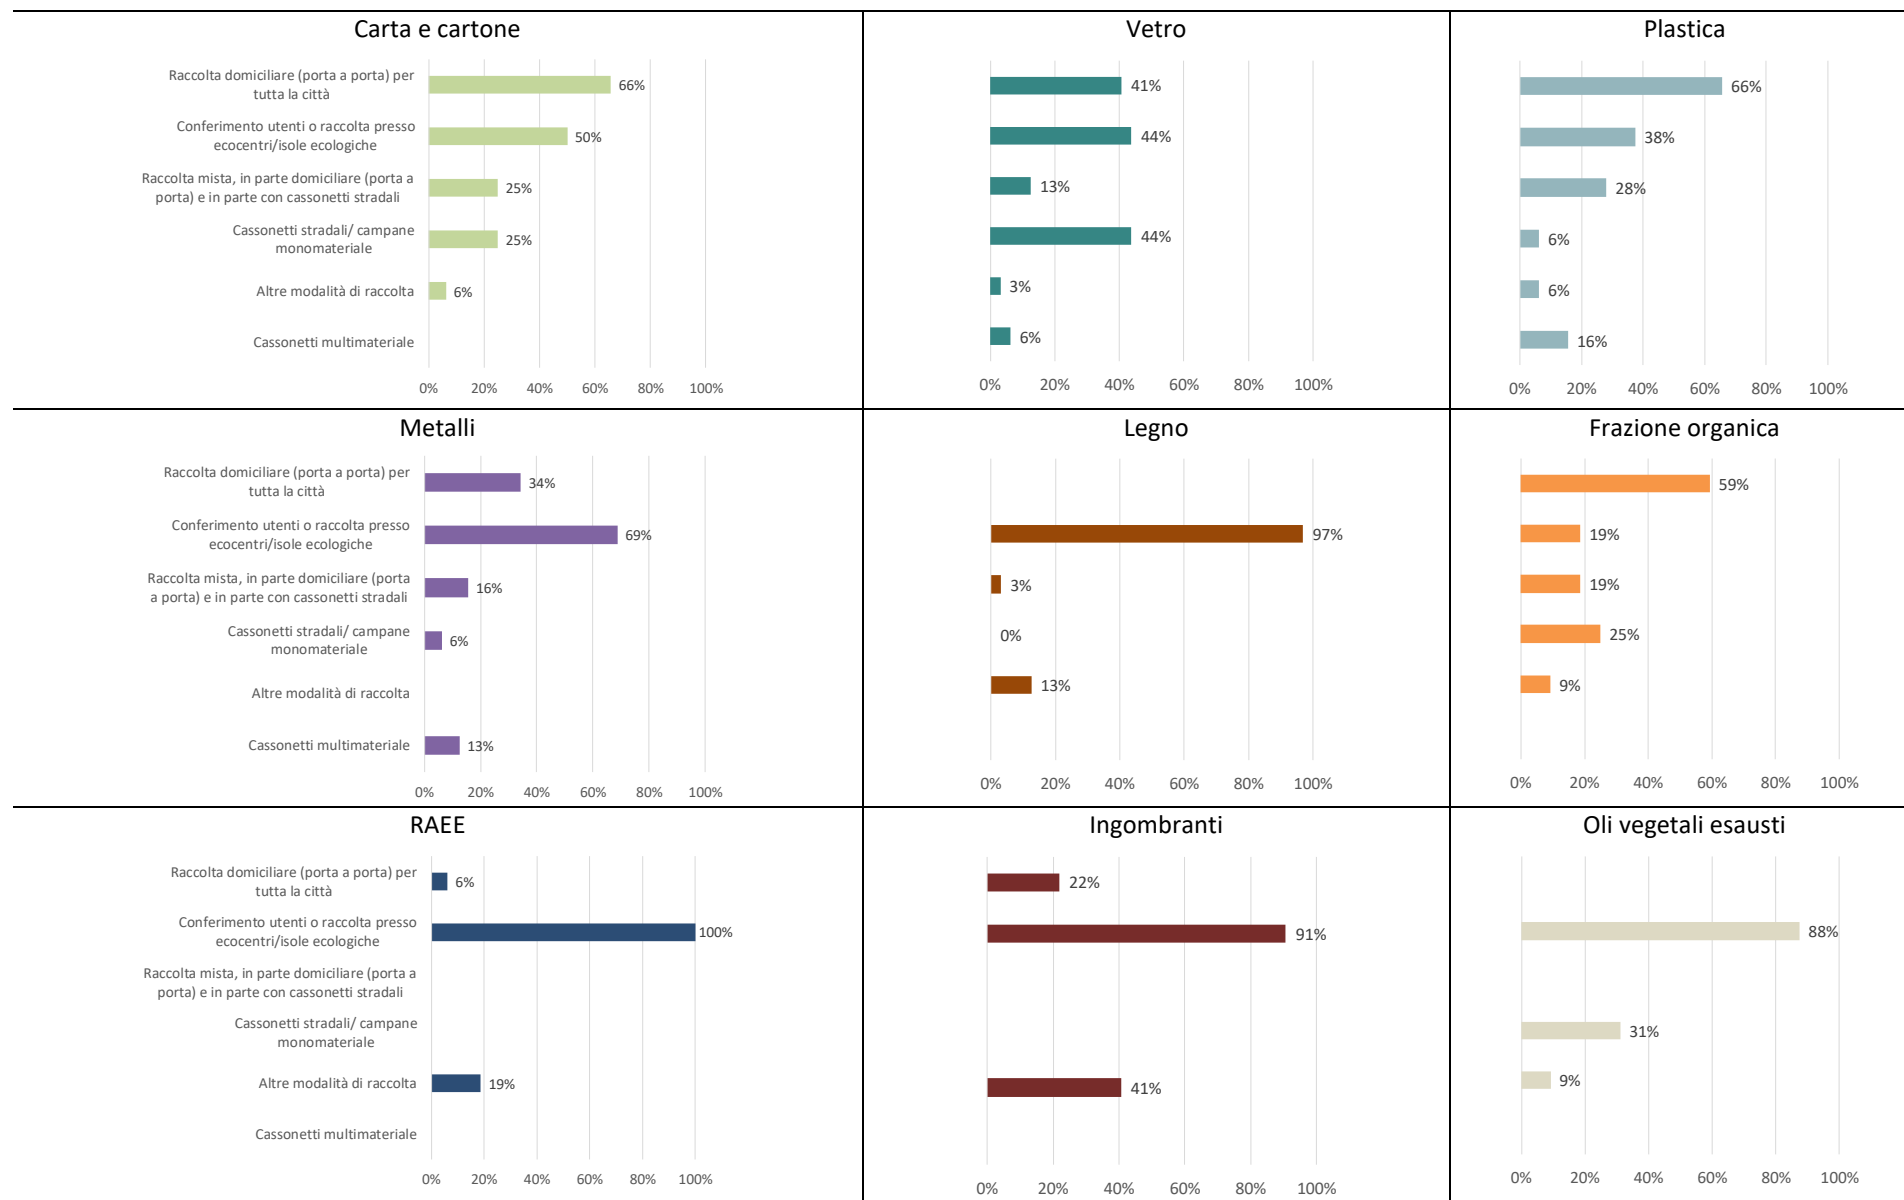 Carta e cartone
Raccolta domiciliare (porta a porta) per
tutta la città
66%
Conferimento utenti o raccolta presso
ecocentri/isole ecologiche
50%
Raccolta mista, in parte domiciliare (porta a
porta) e in parte con cassonetti stradali
25%
Cassonetti stradali/ campane
monomateriale
25%
Altre modalità di raccolta
6%
Cassonetti multimateriale
0% 20% 40% 60% 80% 100%
Vetro
41%
44%
13%
44%
3%
6%
0% 20% 40% 60% 80% 100%
Plastica
66%
38%
28%
6%
6%
16%
0% 20% 40% 60% 80% 100%
Metalli
Raccolta domiciliare (porta a porta) per
tutta la città
34%
Conferimento utenti o raccolta presso
ecocentri/isole ecologiche
69%
Raccolta mista, in parte domiciliare (porta
a porta) e in parte con cassonetti stradali
16%
Cassonetti stradali/ campane
monomateriale
6%
Altre modalità di raccolta
Cassonetti multimateriale
13%
0% 20% 40% 60% 80% 100%
Legno
97%
3%
0%
13%
0% 20% 40% 60% 80% 100%
Frazione organica
59%
19%
19%
25%
9%
0% 20% 40% 60% 80% 100%
RAEE
Raccolta domiciliare (porta a porta) per
tutta la città
6%
Conferimento utenti o raccolta presso
ecocentri/isole ecologiche
100%
Raccolta mista, in parte domiciliare (porta a
porta) e in parte con cassonetti stradali
Cassonetti stradali/ campane
monomateriale
Altre modalità di raccolta
19%
Cassonetti multimateriale
0% 20% 40% 60% 80% 100%
Ingombranti
22%
91%
41%
0% 20% 40% 60% 80% 100%
Oli vegetali esausti
88%
31%
9%
0% 20% 40% 60% 80% 100%